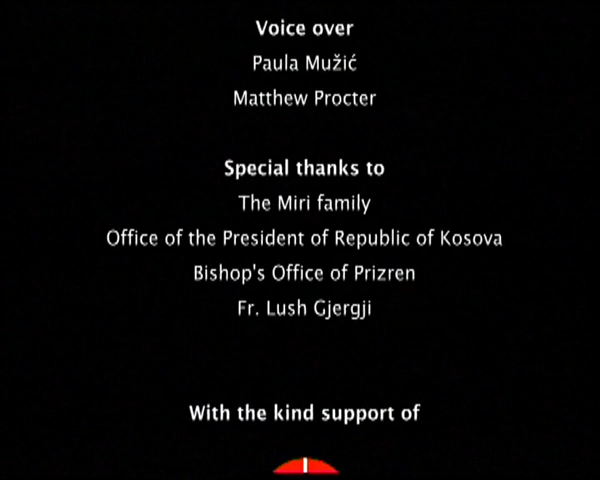 Voice over
Paula Mužić
Matthew Procter
Special thanks to
The Miri family
Office of the President of Republic of Kosova
Bishop's Office of Prizren
Fr. Lush Gjergji
With the kind support of